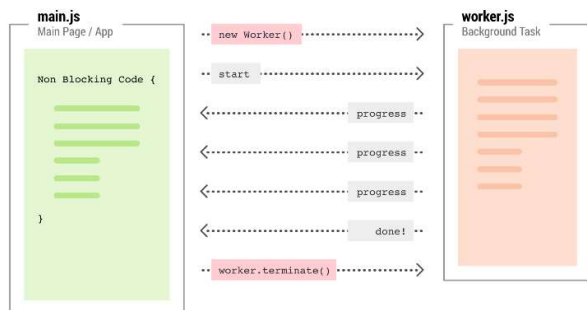 main.js
Main Page / App
Non Blocking Code {
}
new Worker()
start
progress
progress
progress
done!
worker.terminate()
worker.js
Background Task